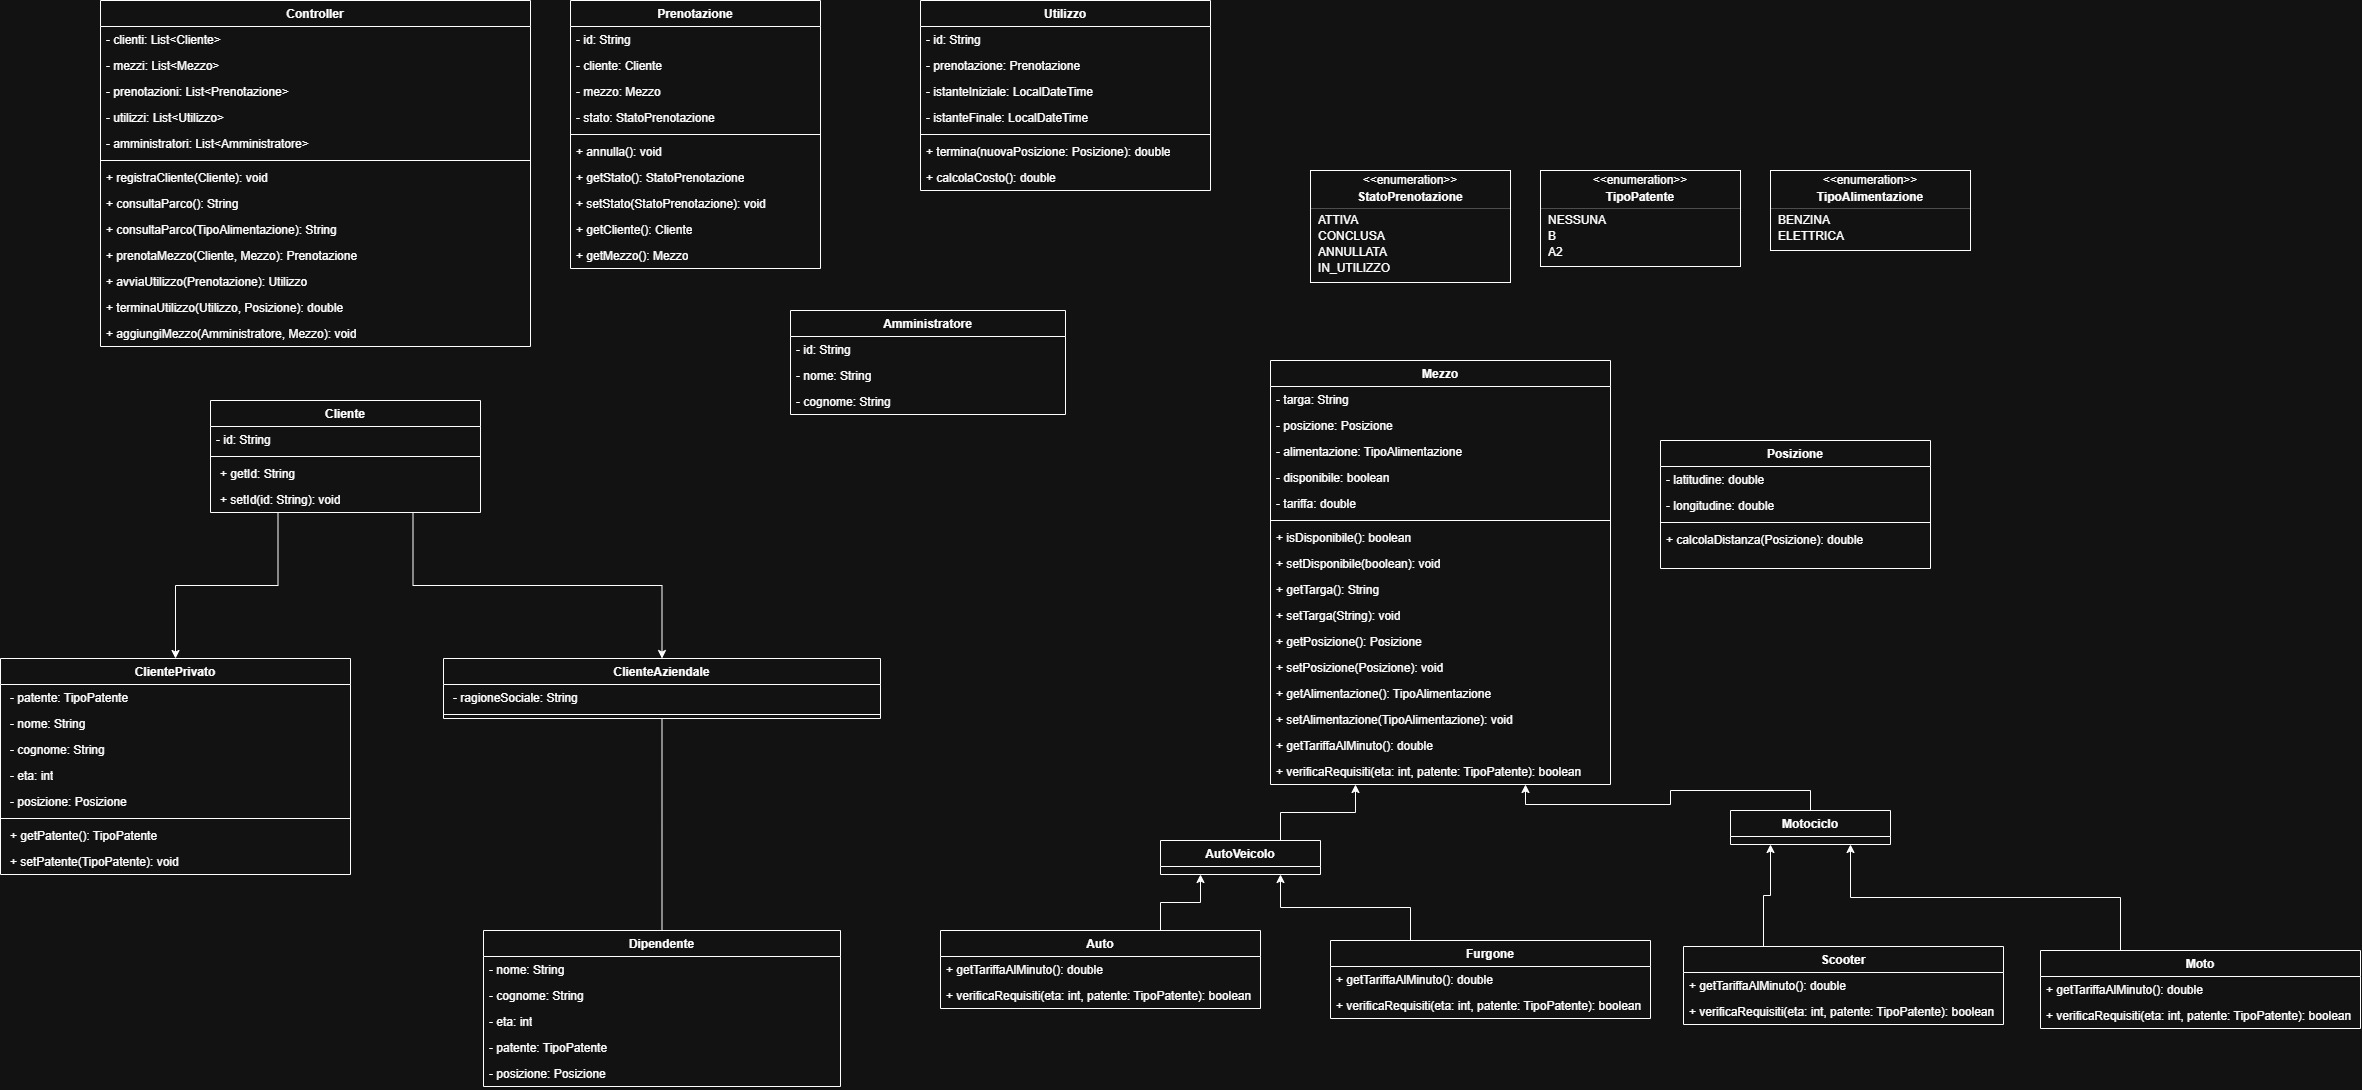 Controller
- clienti: List<Cliente>
- mezzi: List<Mezzo>
- prenotazioni: List<Prenotazione>
- utilizzi: List<Utilizzo>
- amministratori: List<Amministratore>
+ registraCliente(Cliente): void
+ consultaParco(): String
+ consultaParco(TipoAlimentazione): String
+ prenotaMezzo(Cliente, Mezzo): Prenotazione
+ avviaUtilizzo(Prenotazione): Utilizzo
+ terminaUtilizzo(Utilizzo, Posizione): double
+ aggiungiMezzo(Amministratore, Mezzo): void
Prenotazione
- id: String
- cliente: Cliente
- mezzo: Mezzo
- stato: StatoPrenotazione
+ annulla(): void
+ getStato(): StatoPrenotazione
+ setStato(StatoPrenotazione): void
+ getCliente(): Cliente
+ getMezzo(): Mezzo
Utilizzo
- id: String
- prenotazione: Prenotazione
- istanteIniziale: LocalDateTime
- istanteFinale: LocalDateTime
+ termina(nuovaPosizione: Posizione): double
+ calcolaCosto(): double
<<enumeration>>
StatoPrenotazione
ATTIVA
CONCLUSA
ANNULLATA
IN_UTILIZZO
<<enumeration>>
TipoPatente
NESSUNA
B
A2
<<enumeration>>
TipoAlimentazione
BENZINA
ELETTRICA
Amministratore
- id: String
- nome: String
- cognome: String
Cliente
- id: String
+ getId: String
+ setId(id: String): void
Mezzo
- targa: String
- posizione: Posizione
- alimentazione: TipoAlimentazione
- disponibile: boolean
- tariffa: double
+ isDisponibile(): boolean
+ setDisponibile(boolean): void
+ getTarga(): String
+ setTarga(String): void
+ getPosizione(): Posizione
+ setPosizione(Posizione): void
+ getAlimentazione(): TipoAlimentazione
+ setAlimentazione(TipoAlimentazione): void
+ getTariffaAlMinuto(): double
+ verificaRequisiti(eta: int, patente: TipoPatente): boolean
Posizione
- latitudine: double
- longitudine: double
+ calcolaDistanza(Posizione): double
ClientePrivato
- patente: TipoPatente
- nome: String
- cognome: String
- eta: int
- posizione: Posizione
+ getPatente(): TipoPatente
+ setPatente(TipoPatente): void
ClienteAziendale
- ragioneSociale: String
AutoVeicolo
Motociclo
Dipendente
- nome: String
- cognome: String
- eta: int
- patente: TipoPatente
- posizione: Posizione
Auto
+ getTariffaAlMinuto(): double
+ verificaRequisiti(eta: int, patente: TipoPatente): boolean
Furgone
+ getTariffaAlMinuto(): double
+ verificaRequisiti(eta: int, patente: TipoPatente): boolean
Scooter
+ getTariffaAlMinuto(): double
+ verificaRequisiti(eta: int, patente: TipoPatente): boolean
Moto
+ getTariffaAlMinuto(): double
+ verificaRequisiti(eta: int, patente: TipoPatente): boolean